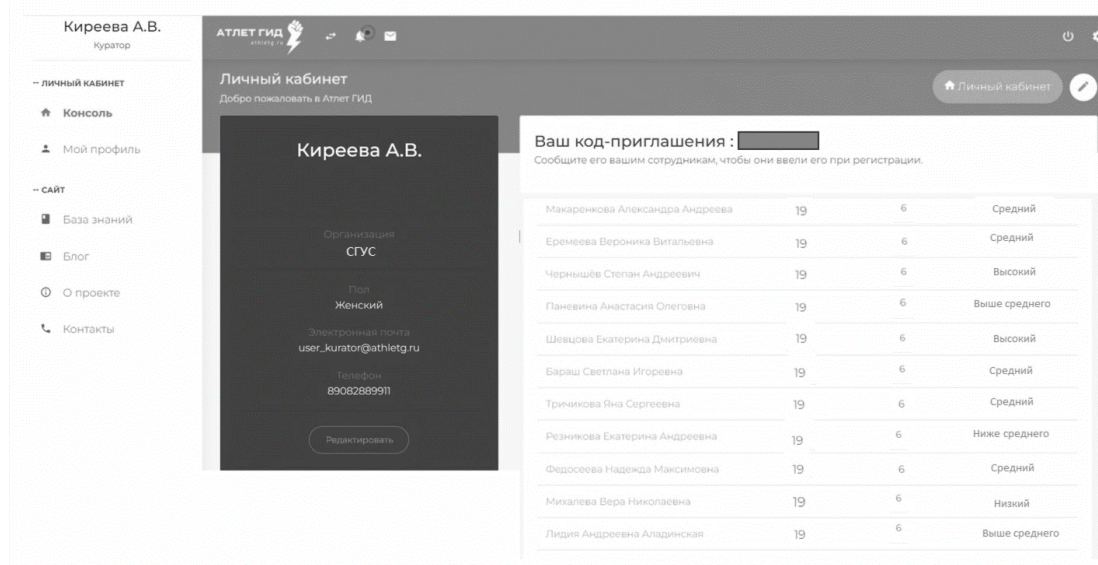 Киреева А.В.
Куратор
-- ЛИЧНЫЙ КАБИНЕТ
Консоль
Мой профиль
-- САЙТ
База знаний
Блог
О проекте
Контакты
АТЛЕТ ГИД
athletg.ru
Личный кабинет
Добро пожаловать в Атлет ГИД
Личный кабинет
Киреева А.В.
Организация
СГУС
Пол
Женский
Электронная почта
user_kurator@athletg.ru
Телефон
89082889911
Редактировать
Ваш код-приглашения :
Сообщите его вашим сотрудникам, чтобы они ввели его при регистрации.
Макаренкова Александра Андреева 19 6 Средний
Еремеева Вероника Витальевна 19 6 Средний
Чернышёв Степан Андреевич 19 6 Высокий
Паневина Анастасия Олеговна 19 6 Выше среднего
Шевцова Екатерина Дмитриевна 19 6 Высокий
Бараш Светлана Игоревна 19 6 Средний
Тричикова Яна Сергеевна 19 6 Средний
Резникова Екатерина Андреевна 19 6 Ниже среднего
Федосеева Надежда Максимовна 19 6 Средний
Михалева Вера Николаевна 19 6 Низкий
Лидия Андреевна Аладинская 19 6 Выше среднего